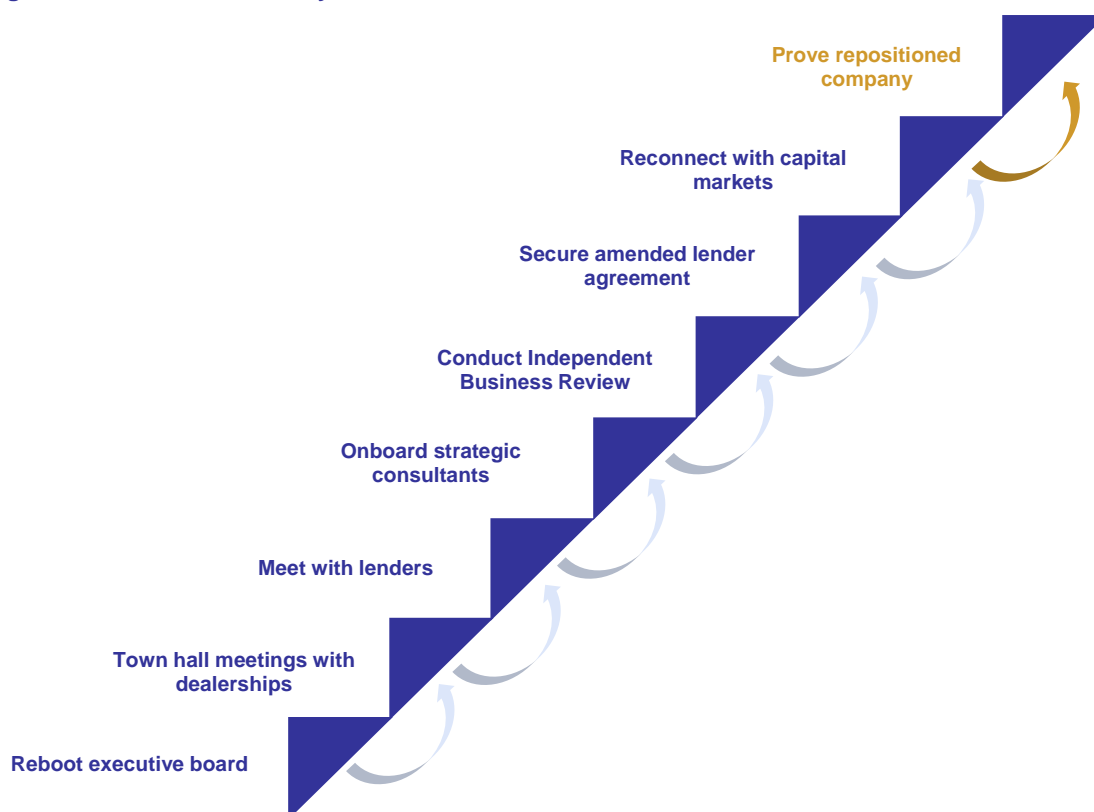 Prove repositioned
company
Reconnect with capital
markets
Secure amended lender
agreement
Conduct Independent
Business Review
Onboard strategic
consultants
Meet with lenders
Town hall meetings with
dealerships
Reboot executive board